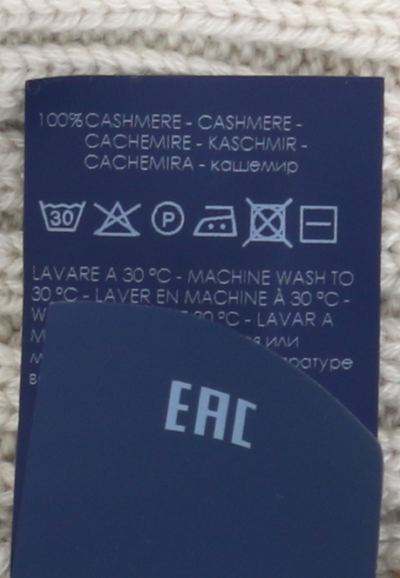 100% CASHMERE - CASHMERE -
CACHEMIRE - KASCHMIR -
CACHEMIRA - кашемир
30 P
LAVARE A 30 °C - MACHINE WASH TO
30 °C - LAVER EN MACHINE À 30 °C -
30 °C - LAVAR A
или
EAC